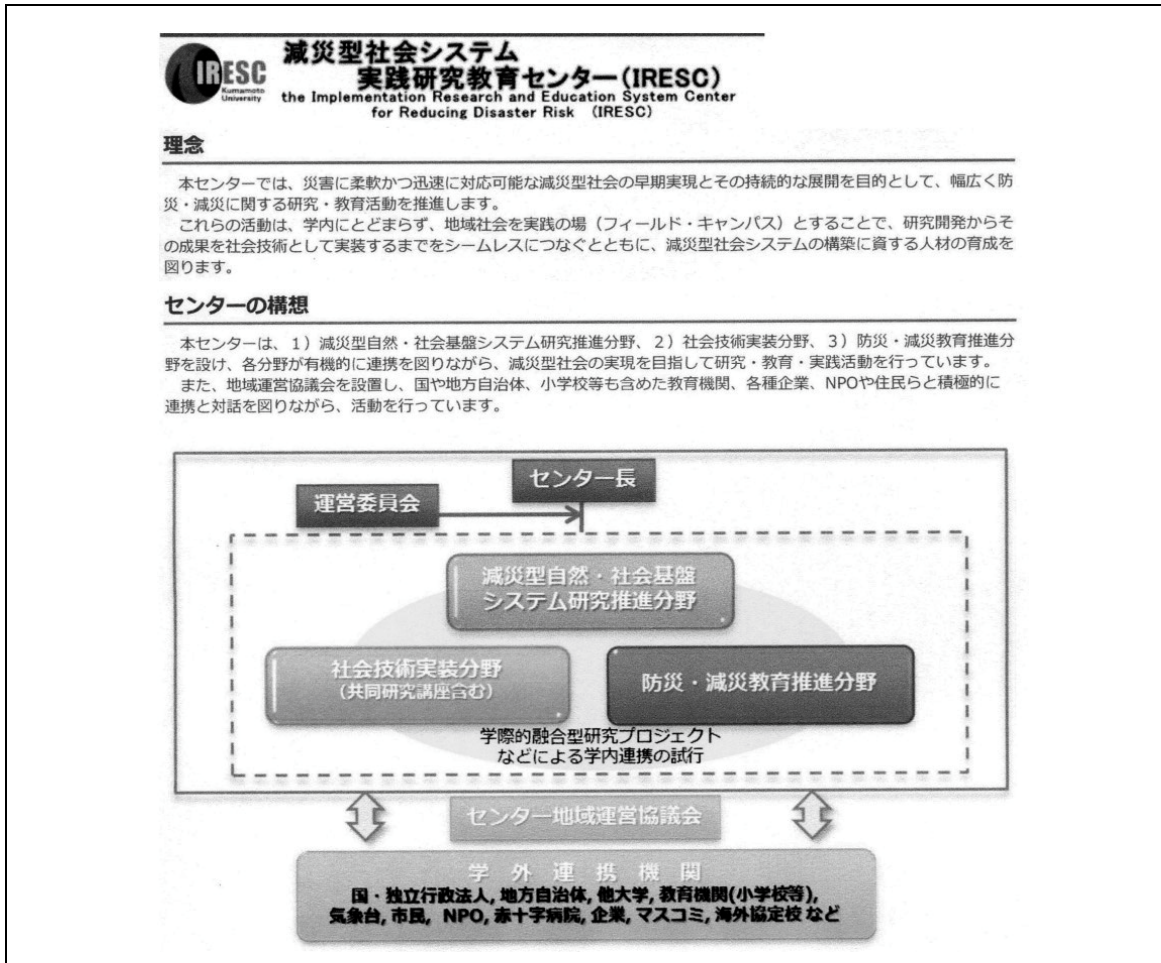 IRESC
Kumamoto
University
減災型社会システム
実践研究教育センター(IRESC)
the Implementation Research and Education System Center
for Reducing Disaster Risk (IRESC)
理念
本センターでは、災害に柔軟かつ迅速に対応可能な減災型社会の早期実現とその持続的な展開を目的として、幅広く防
災・減災に関する研究・教育活動を推進します。
これらの活動は、学内にとどまらず、地域社会を実践の場（フィールド・キャンパス）とすることで、研究開発からそ
の成果を社会技術として実装するまでをシームレスにつなぐとともに、減災型社会システムの構築に資する人材の育成を
図ります。
センターの構想
本センターは、1）減災型自然・社会基盤システム研究推進分野、2）社会技術実装分野、3）防災・減災教育推進分
野を設け、各分野が有機的に連携を図りながら、減災型社会の実現を目指して研究・教育・実践活動を行っています。
また、地域運営協議会を設置し、国や地方自治体、小学校等も含めた教育機関、各種企業、NPOや住民らと積極的に
連携と対話を図りながら、活動を行っています。
センター長
運営委員会
減災型自然・社会基盤
システム研究推進分野
社会技術実装分野
（共同研究講座含む）
防災・減災教育推進分野
学際的融合型研究プロジェクト
などによる学内連携の試行
センター地域運営協議会
学外連携機関
国・独立行政法人, 地方自治体, 他大学, 教育機関(小学校等),
気象台, 市民, NPO, 赤十字病院, 企業, マスコミ, 海外協定校 など